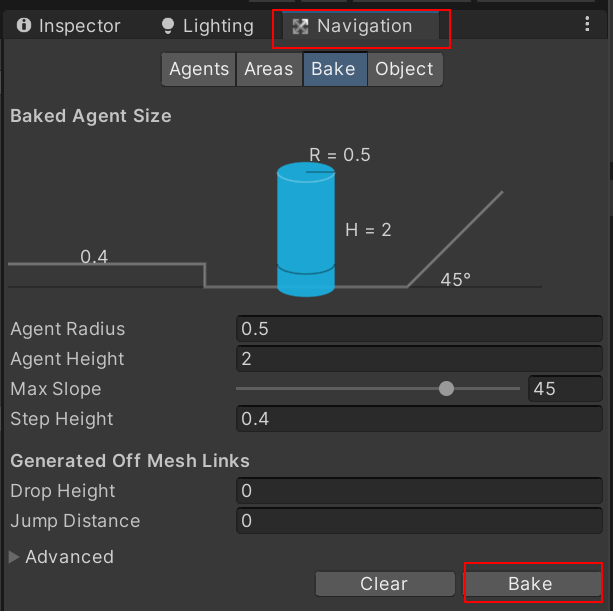 Inspector Lighting Navigation
Agents Areas Bake Object
Baked Agent Size
R = 0.5
H = 2
0.4
45°
Agent Radius 0.5
Agent Height 2
Max Slope 45
Step Height 0.4
Generated Off Mesh Links
Drop Height 0
Jump Distance 0
Advanced
Clear Bake